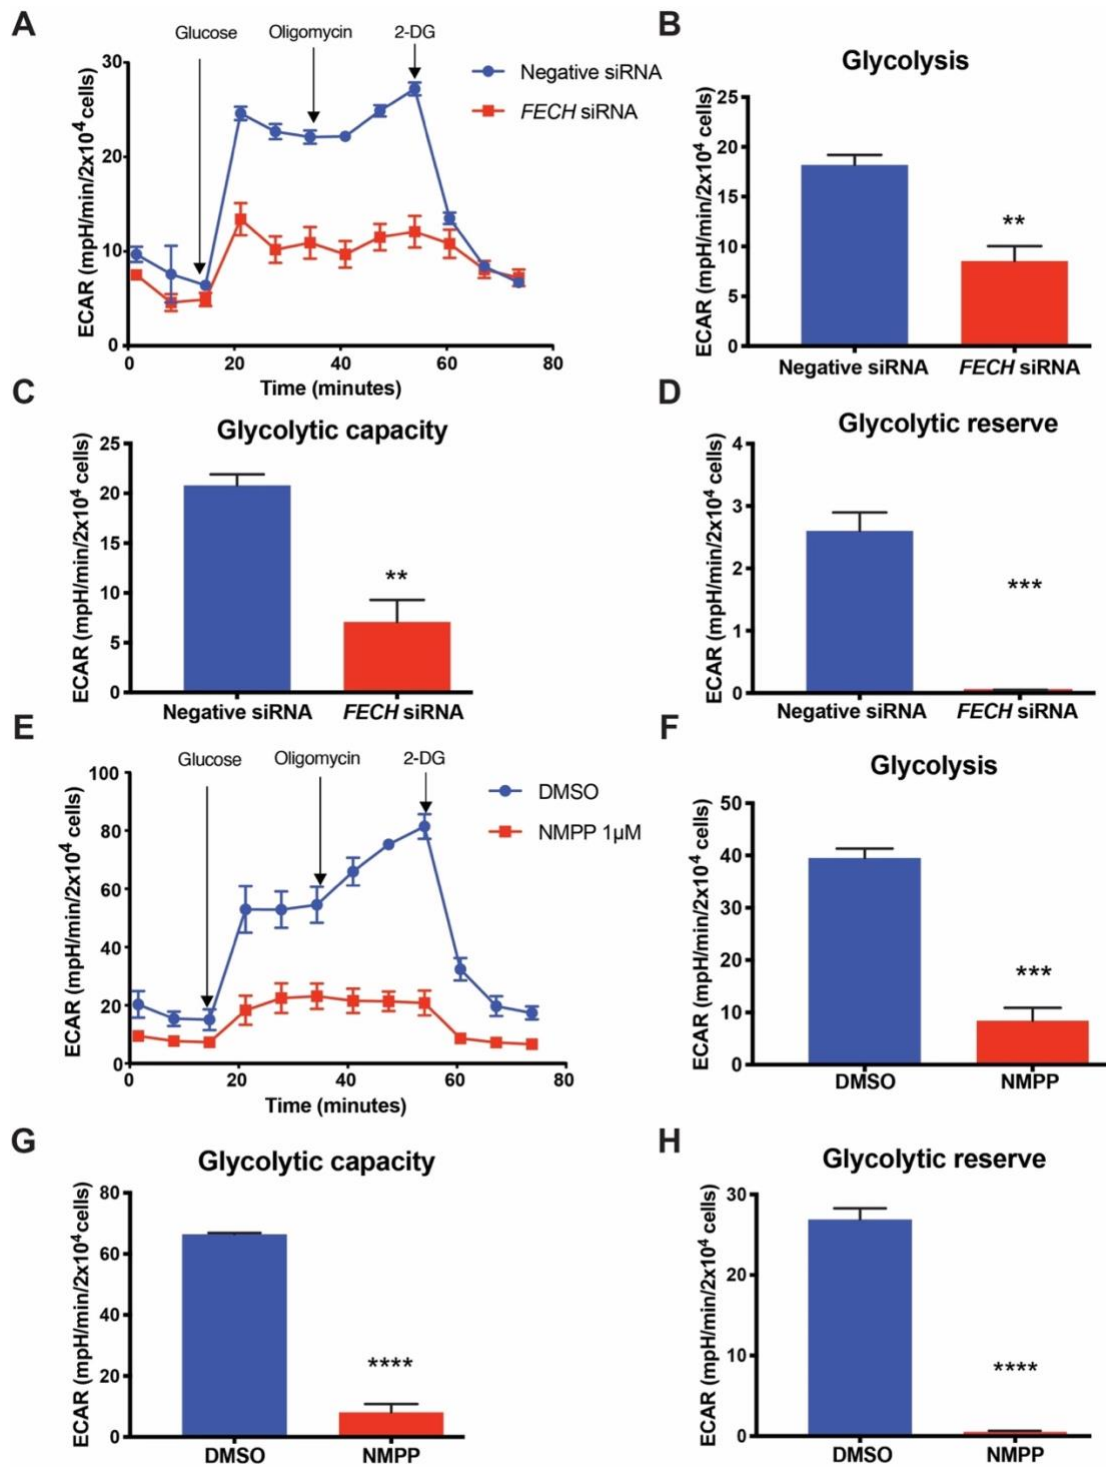 A
Glucose
Oligomycin
2-DG
ECAR (mpH/min/2x10⁴ cells)
30
20
10
0
0 20 40 60 80
Time (minutes)
Negative siRNA
FECH siRNA
B
Glycolysis
ECAR (mpH/min/2x10⁴ cells)
25
20
15
10
5
0
**
Negative siRNA FECH siRNA
C
Glycolytic capacity
ECAR (mpH/min/2x10⁴ cells)
25
20
15
10
5
0
**
Negative siRNA FECH siRNA
D
Glycolytic reserve
ECAR (mpH/min/2x10⁴ cells)
4
3
2
1
0
***
Negative siRNA FECH siRNA
E
Glucose
Oligomycin
2-DG
ECAR (mpH/min/2x10⁴ cells)
100
80
60
40
20
0
0 20 40 60 80
Time (minutes)
DMSO
NMPP 1µM
F
Glycolysis
ECAR (mpH/min/2x10⁴ cells)
50
40
30
20
10
0
***
DMSO NMPP
G
Glycolytic capacity
ECAR (mpH/min/2x10⁴cells)
80
60
40
20
0
****
DMSO NMPP
H
Glycolytic reserve
ECAR (mpH/min/2x10⁴ cells)
30
20
10
0
****
DMSO NMPP